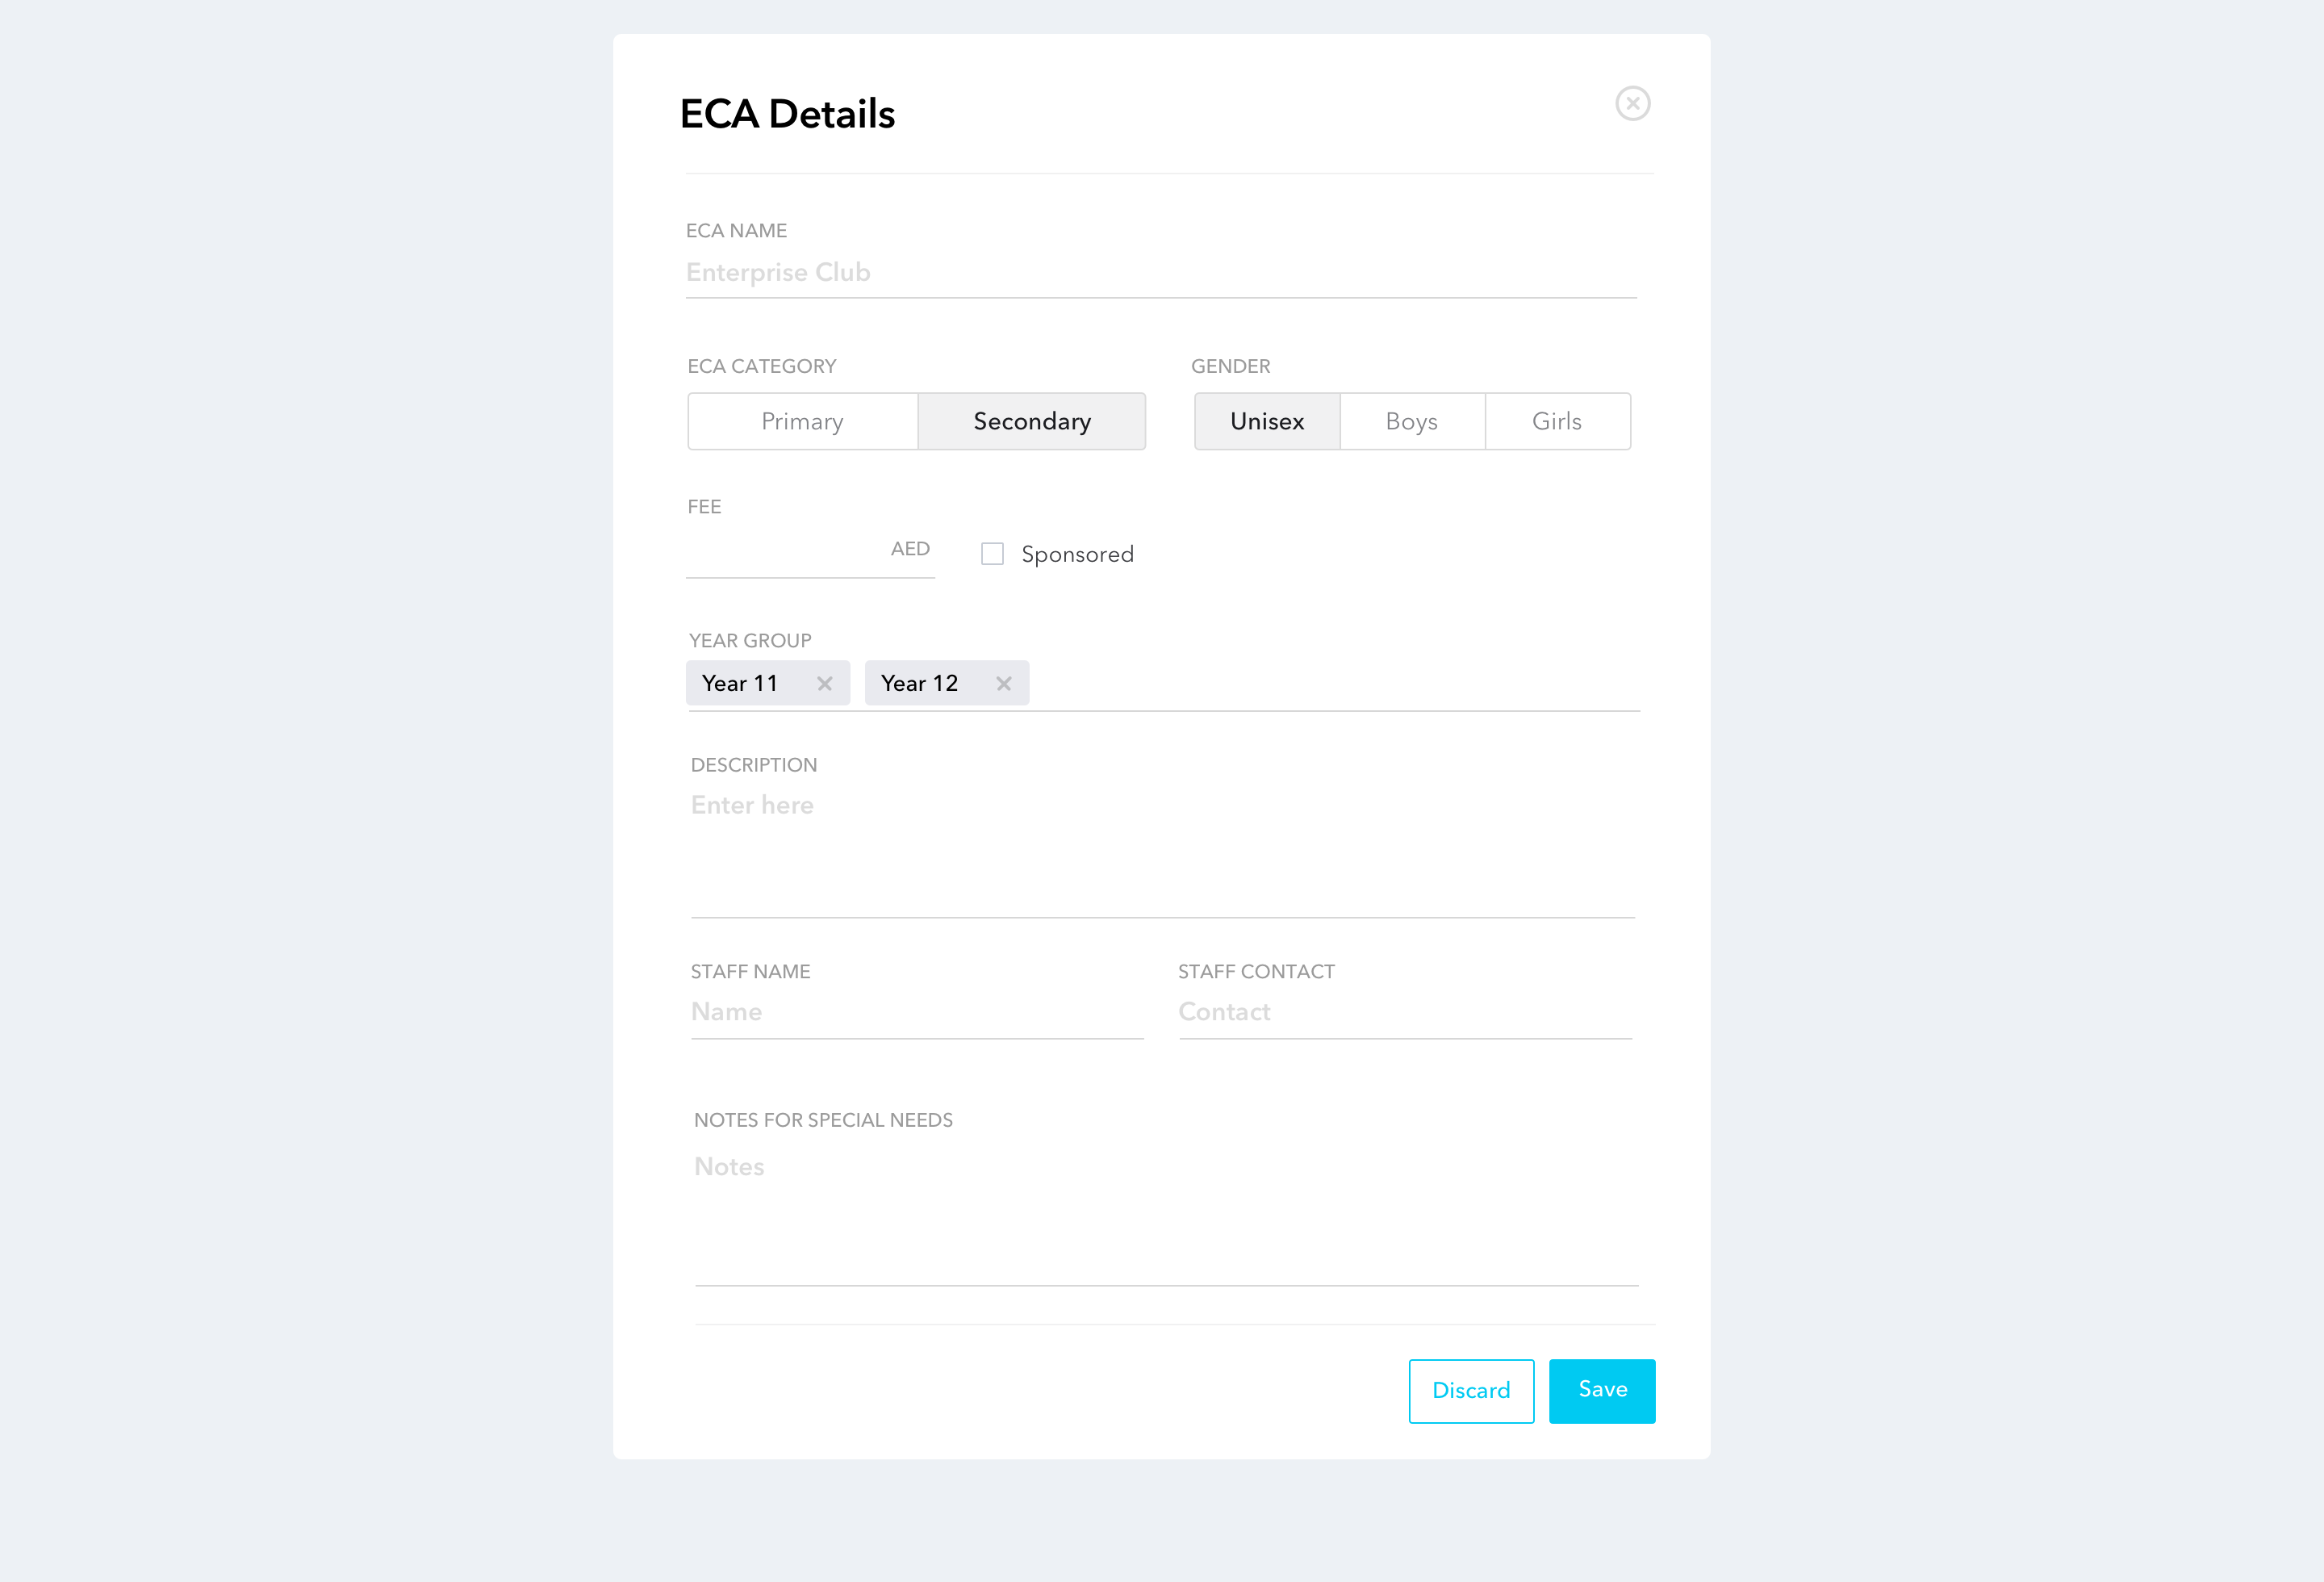 ECA Details
ECA NAME
Enterprise Club
ECA CATEGORY
GENDER
Primary
Secondary
Unisex
Boys
Girls
FEE
AED
Sponsored
YEAR GROUP
Year 11
Year 12
DESCRIPTION
Enter here
STAFF NAME
STAFF CONTACT
Name
Contact
NOTES FOR SPECIAL NEEDS
Notes
Discard
Save